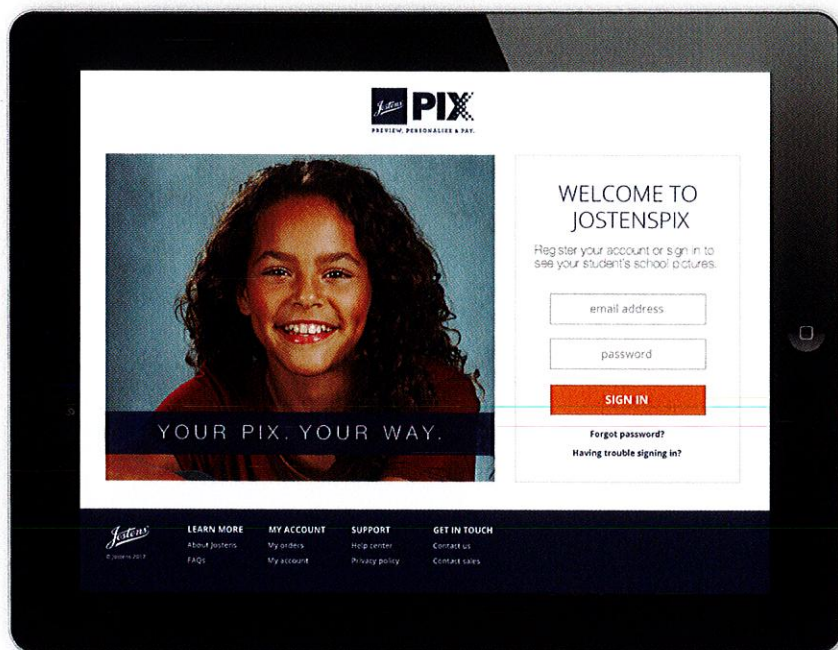 Jostens
PIX
PREVIEW, PERSONALIZE & PAY.
WELCOME TO
JOSTENSPIX
Register your account or sign in to
see your student's school pictures.
email address
password
SIGN IN
Forgot password?
Having trouble signing in?
YOUR PIX. YOUR WAY.
Jostens
© Jostens 2017
LEARN MORE
About Jostens
FAQs
MY ACCOUNT
My orders
My account
SUPPORT
Help center
Privacy policy
GET IN TOUCH
Contact us
Contact sales